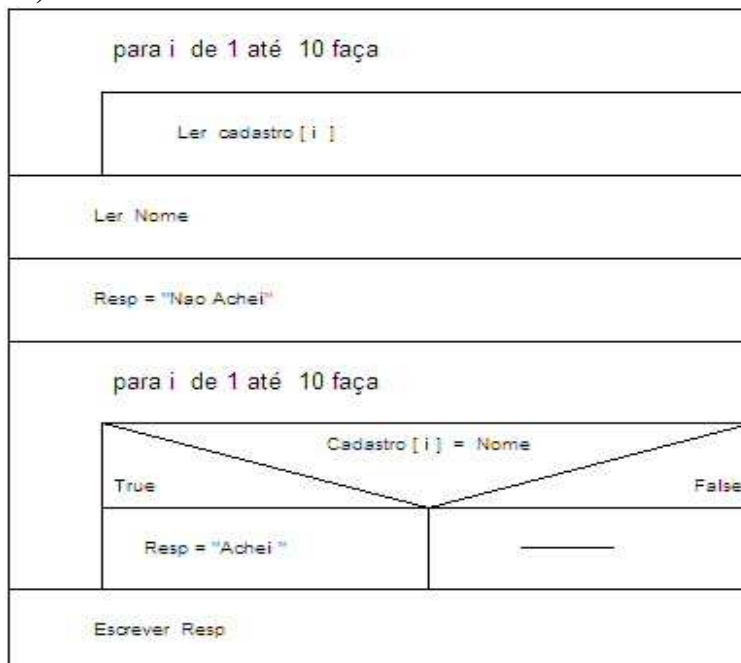 para i de 1 até 10 faça
Ler cadastro [ i ]
Ler Nome
Resp = "Nao Achei"
para i de 1 até 10 faça
Cadastro [ i ] = Nome
True
False
Resp = "Achei "
Escrever Resp